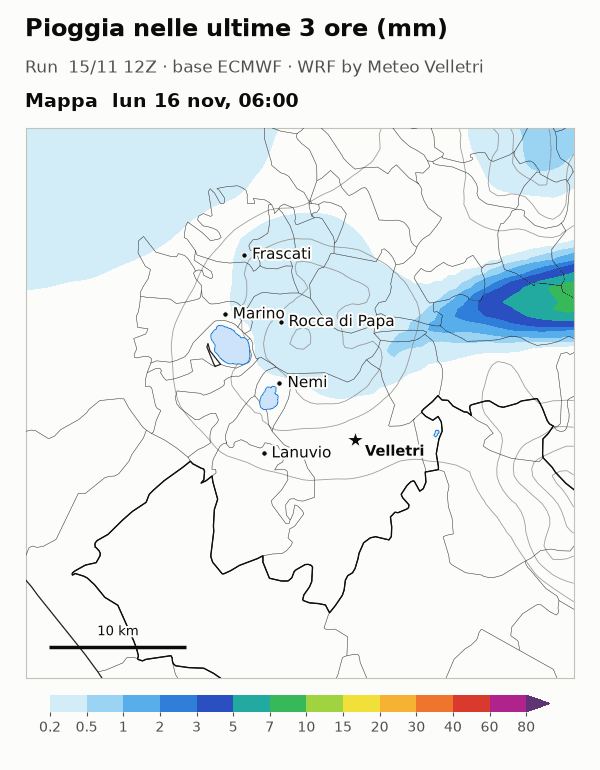 Pioggia nelle ultime 3 ore (mm)
Run  15/11 12Z · base ECMWF · WRF by Meteo Velletri
Mappa  lun 16 nov, 06:00
Frascati
Marino
Rocca di Papa
Nemi
Velletri
Lanuvio
10 km
0.2 0.5 1 2 3 5 7 10 15 20 30 40 60 80